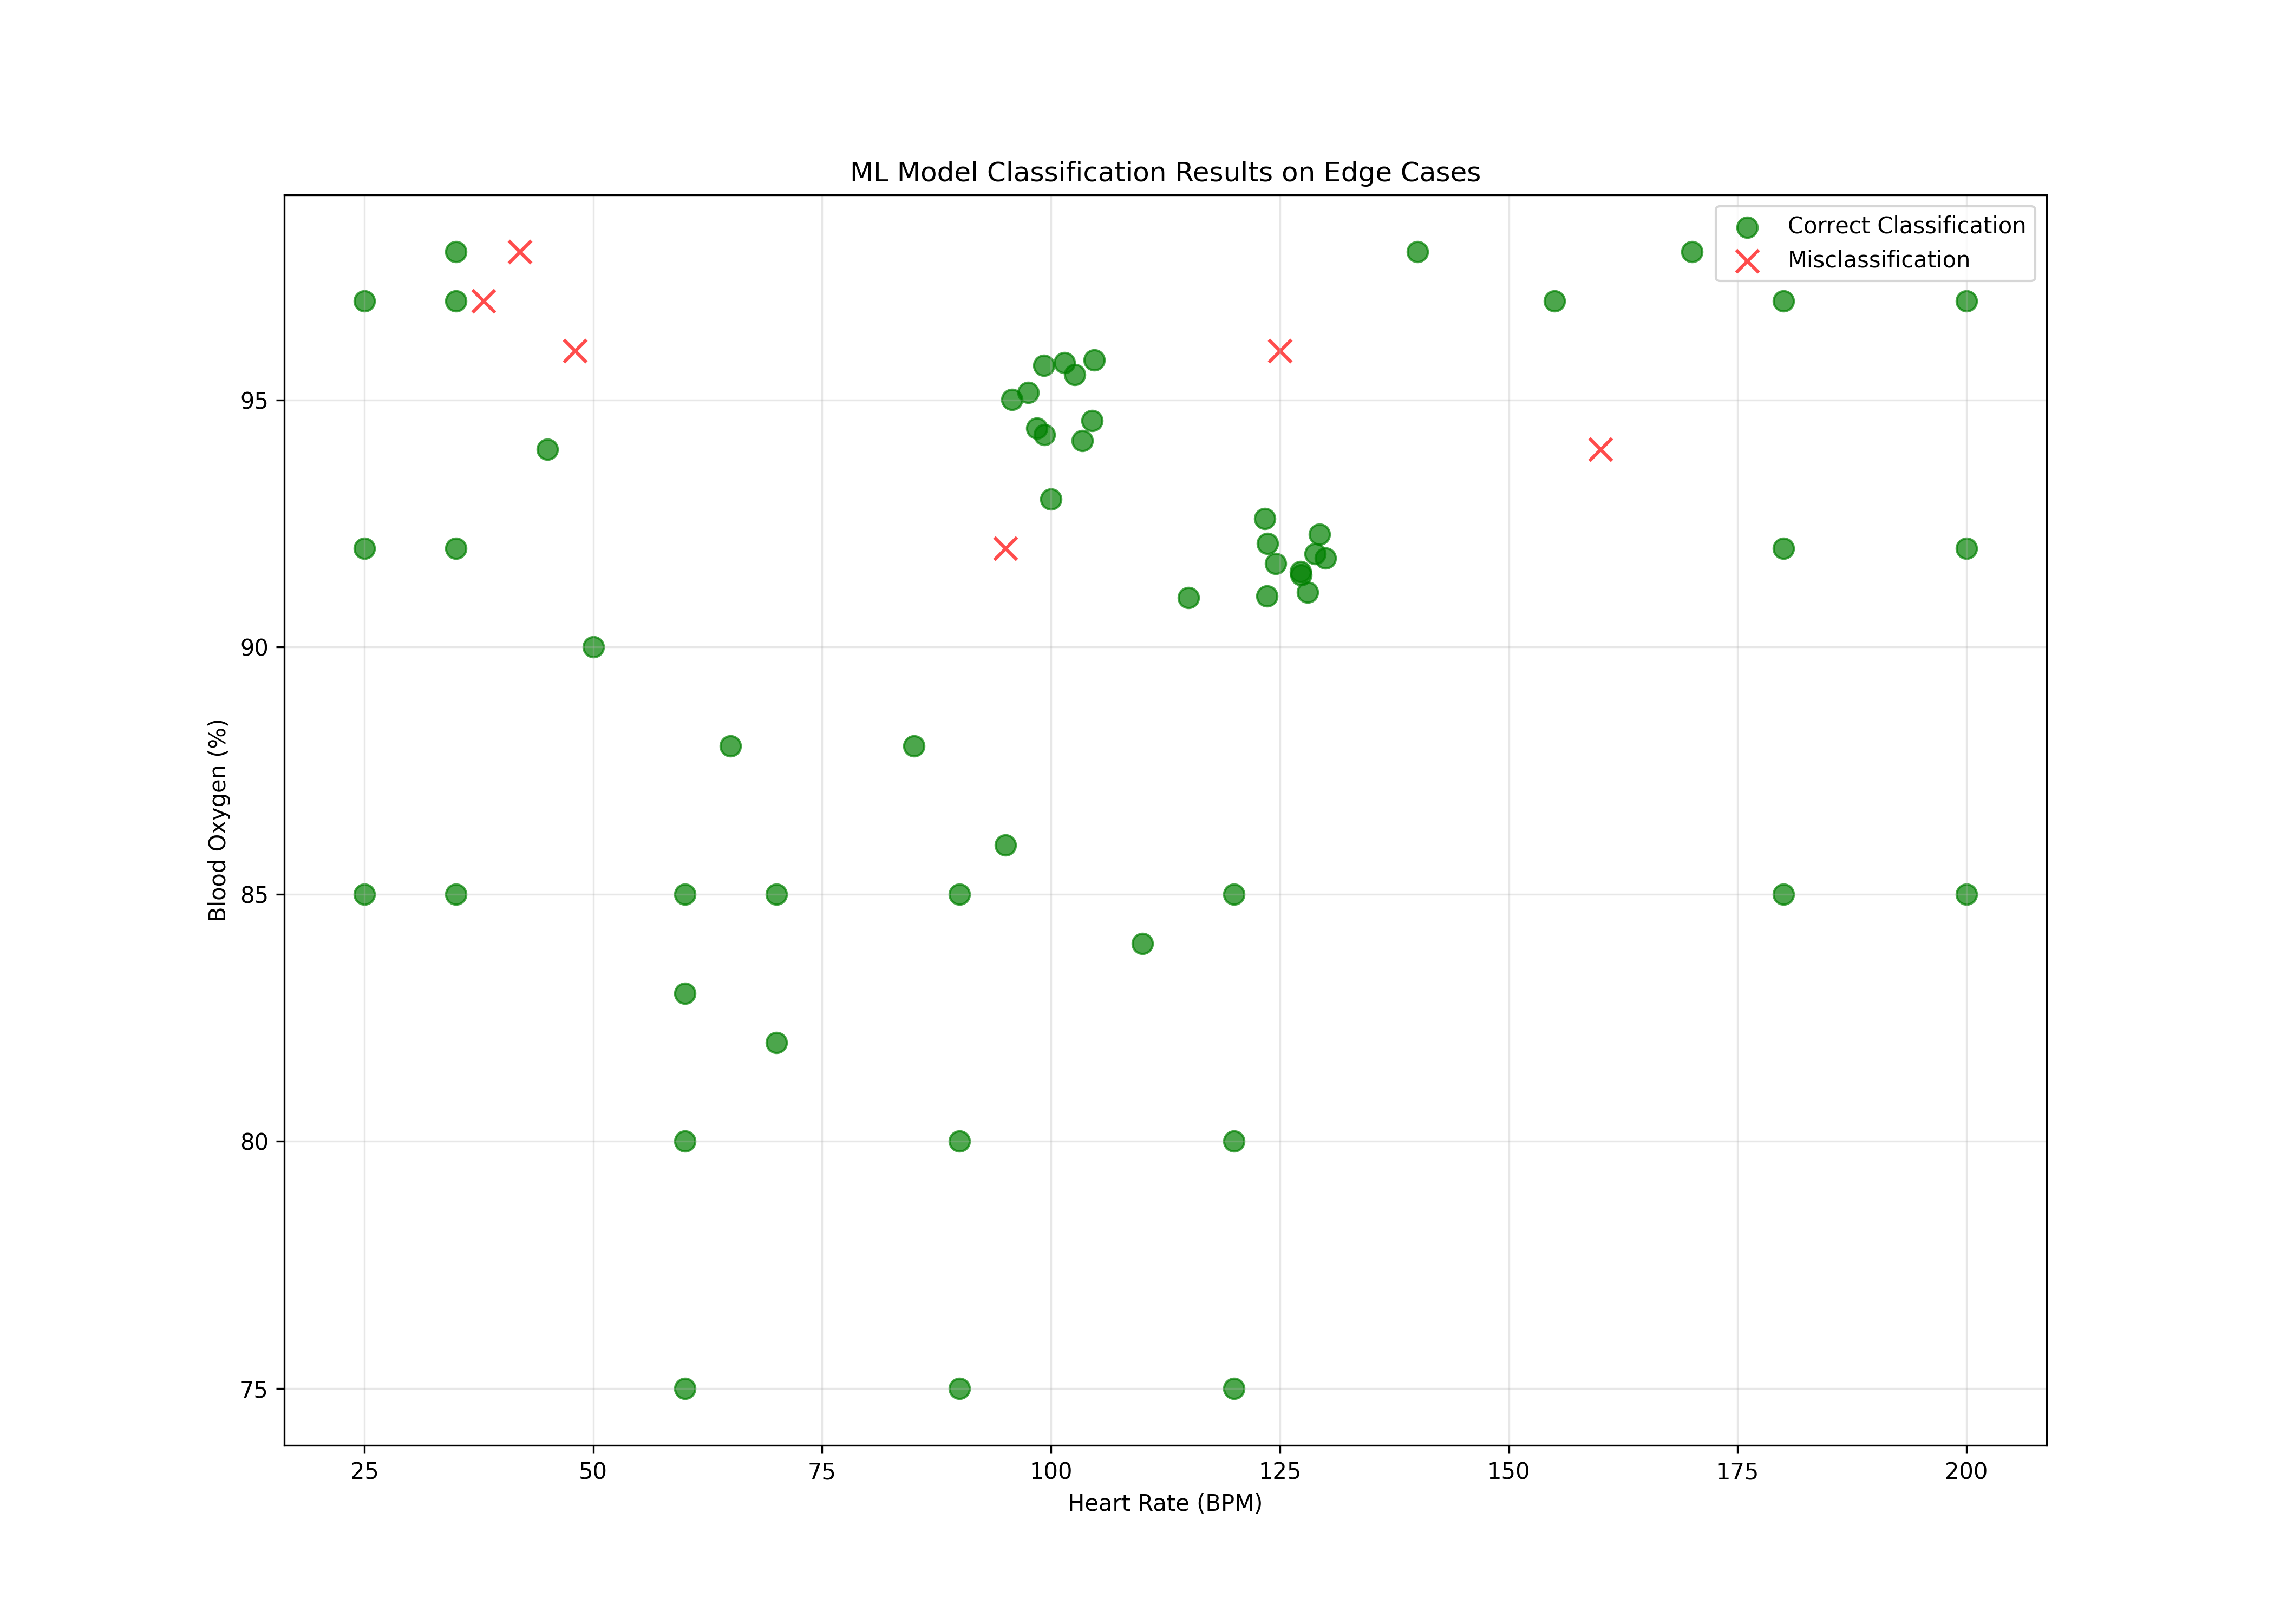 ML Model Classification Results on Edge Cases
Correct Classification
Misclassification
95
90
85
80
75
Blood Oxygen (%)
25 50 75 100 125 150 175 200
Heart Rate (BPM)